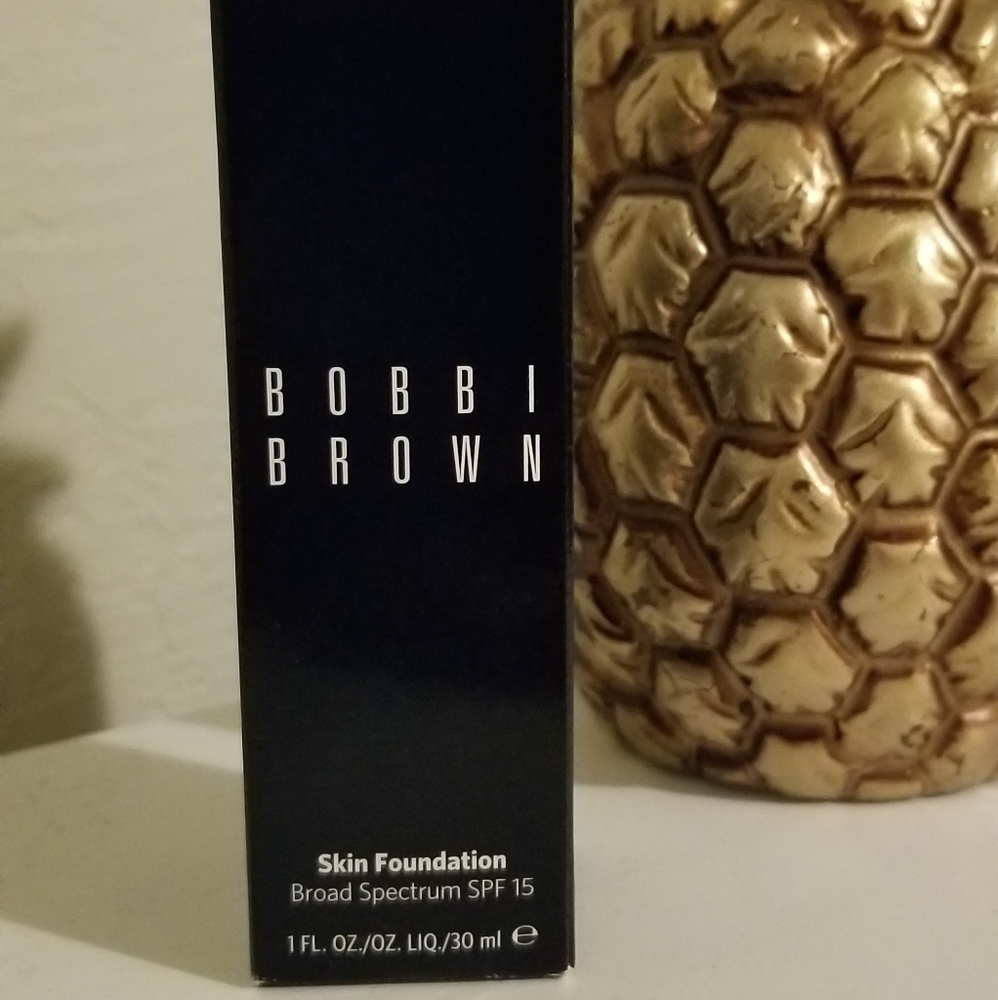 BOBBI
BROWN
Skin Foundation
Broad Spectrum SPF 15
1 FL. OZ./OZ. LIQ./30 ml ℮